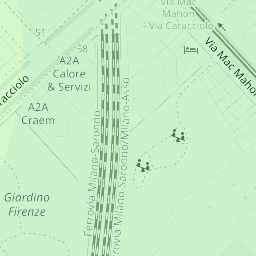 Via Mac
Mahon
Via Caracciolo
51
58
A2A
Calore
& Servizi
A2A
Craem
Via Mac Mahon
Giardino
Firenze
Ferrovia Milano-Saronno
Ferrovia Milano Saronno/Milano-Asso